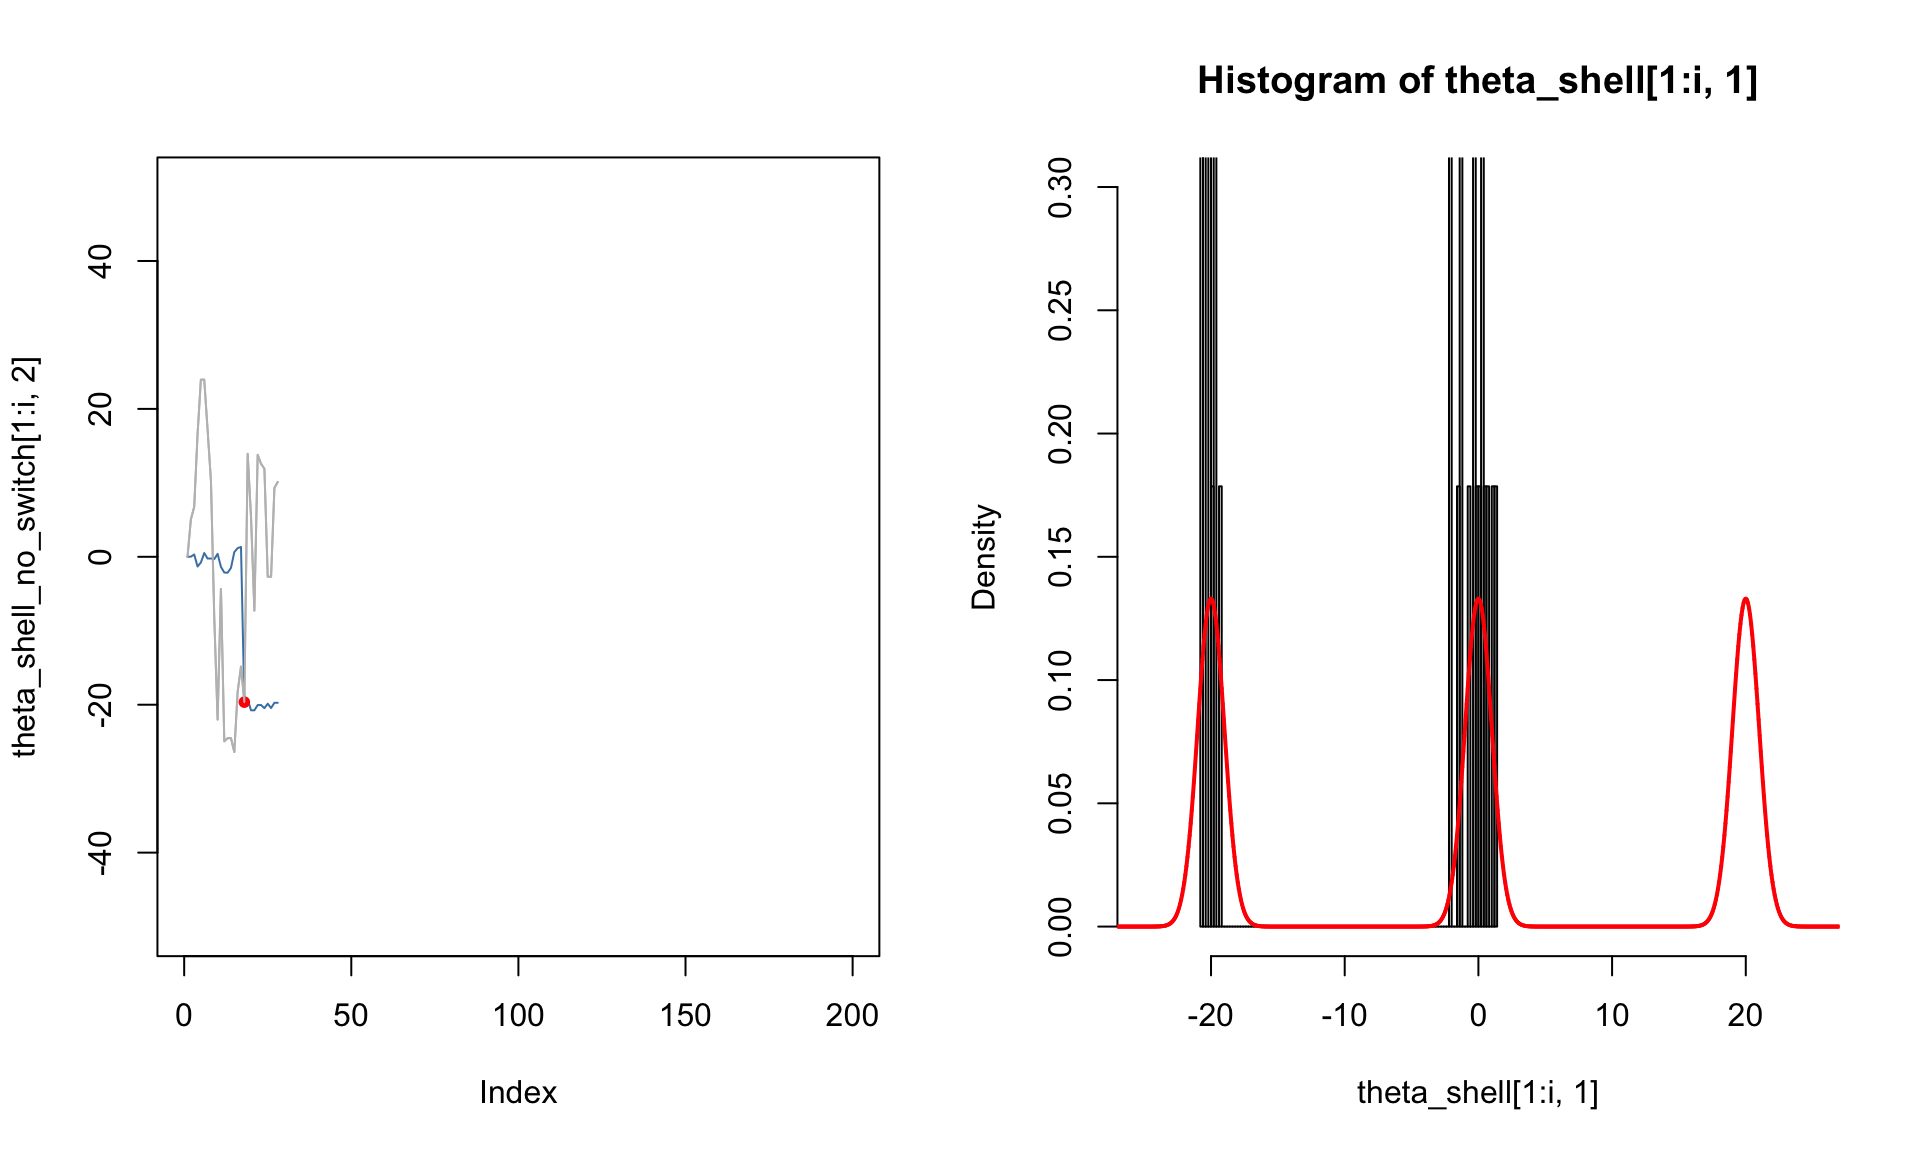 theta_shell_no_switch[1:i, 2]
40
20
0
-20
-40
0 50 100 150 200
Index
Histogram of theta_shell[1:i, 1]
Density
0.30
0.25
0.20
0.15
0.10
0.05
0.00
-20 -10 0 10 20
theta_shell[1:i, 1]